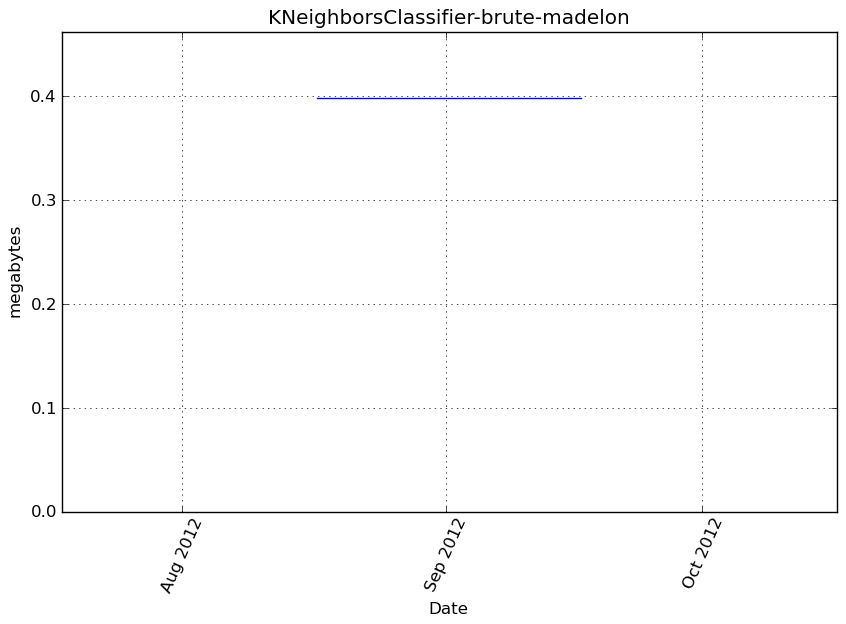 KNeighborsClassifier-brute-madelon
0.4
0.3
0.2
0.1
0.0
megabytes
Aug 2012
Sep 2012
Oct 2012
Date